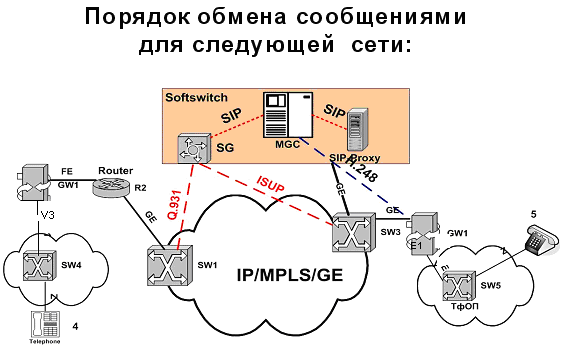 Порядок обмена сообщениями
для следующей сети:
Softswitch
SIP
SIP
MGC
SG
SIP Proxy
H.248
FE
GW1
Router
R2
GE
Q.931
ISUP
GE
GE
SW3
GW1
E1
5
V3
SW4
SW1
IP/MPLS/GE
E
SW5
ТфОП
Z
Z
4
Telephone